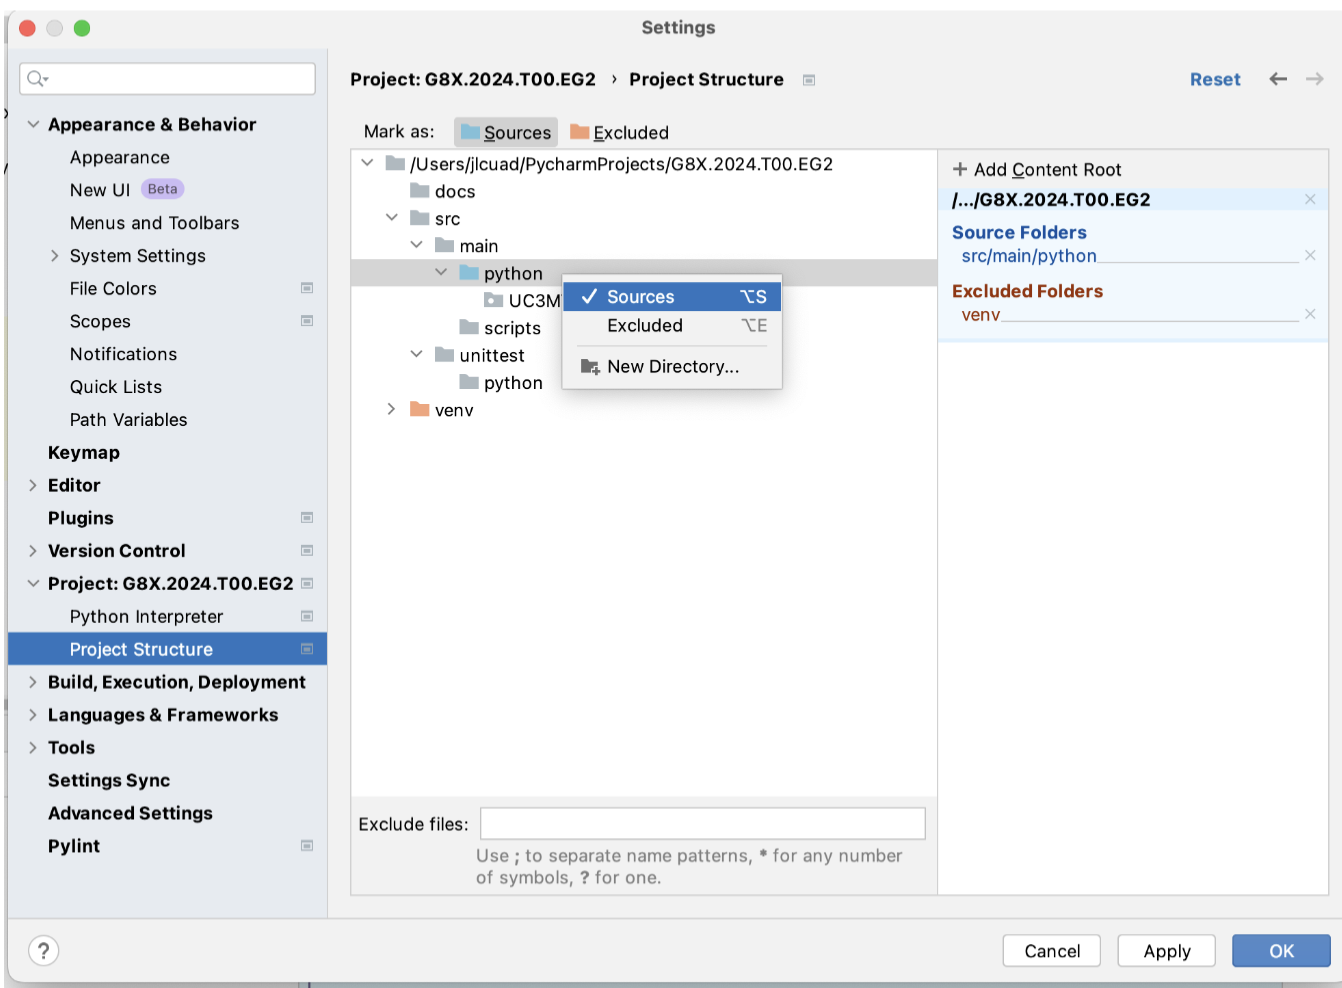 Settings
Project: G8X.2024.T00.EG2 › Project Structure
Reset
Appearance & Behavior
Appearance
New UI Beta
Menus and Toolbars
System Settings
File Colors
Scopes
Notifications
Quick Lists
Path Variables
Keymap
Editor
Plugins
Version Control
Project: G8X.2024.T00.EG2
Python Interpreter
Project Structure
Build, Execution, Deployment
Languages & Frameworks
Tools
Settings Sync
Advanced Settings
Pylint
Mark as: Sources Excluded
/Users/jlcuad/PycharmProjects/G8X.2024.T00.EG2
docs
src
main
python
UC3M
scripts
unittest
python
venv
✓ Sources ⌥S
Excluded ⌥E
New Directory...
+ Add Content Root
/.../G8X.2024.T00.EG2
Source Folders
src/main/python
Excluded Folders
venv
Exclude files:
Use ; to separate name patterns, * for any number
of symbols, ? for one.
?
Cancel
Apply
OK